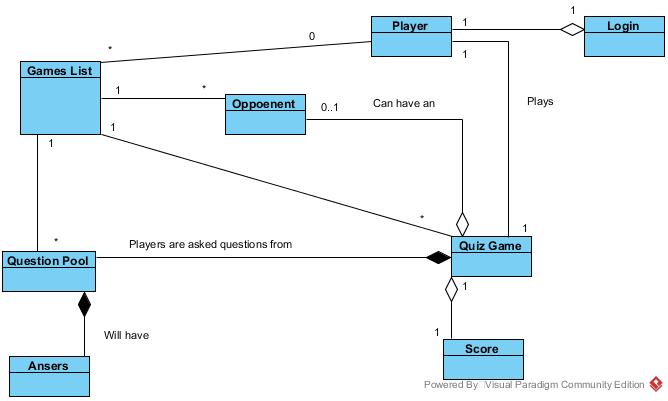 1
Player
1
Login
0
*
1
Games List
1
*
Oppoenent
0..1
Can have an
Plays
1
1
*
*
1
Players are asked questions from
Quiz Game
Question Pool
1
Will have
1
Score
Ansers
Powered By Visual Paradigm Community Edition